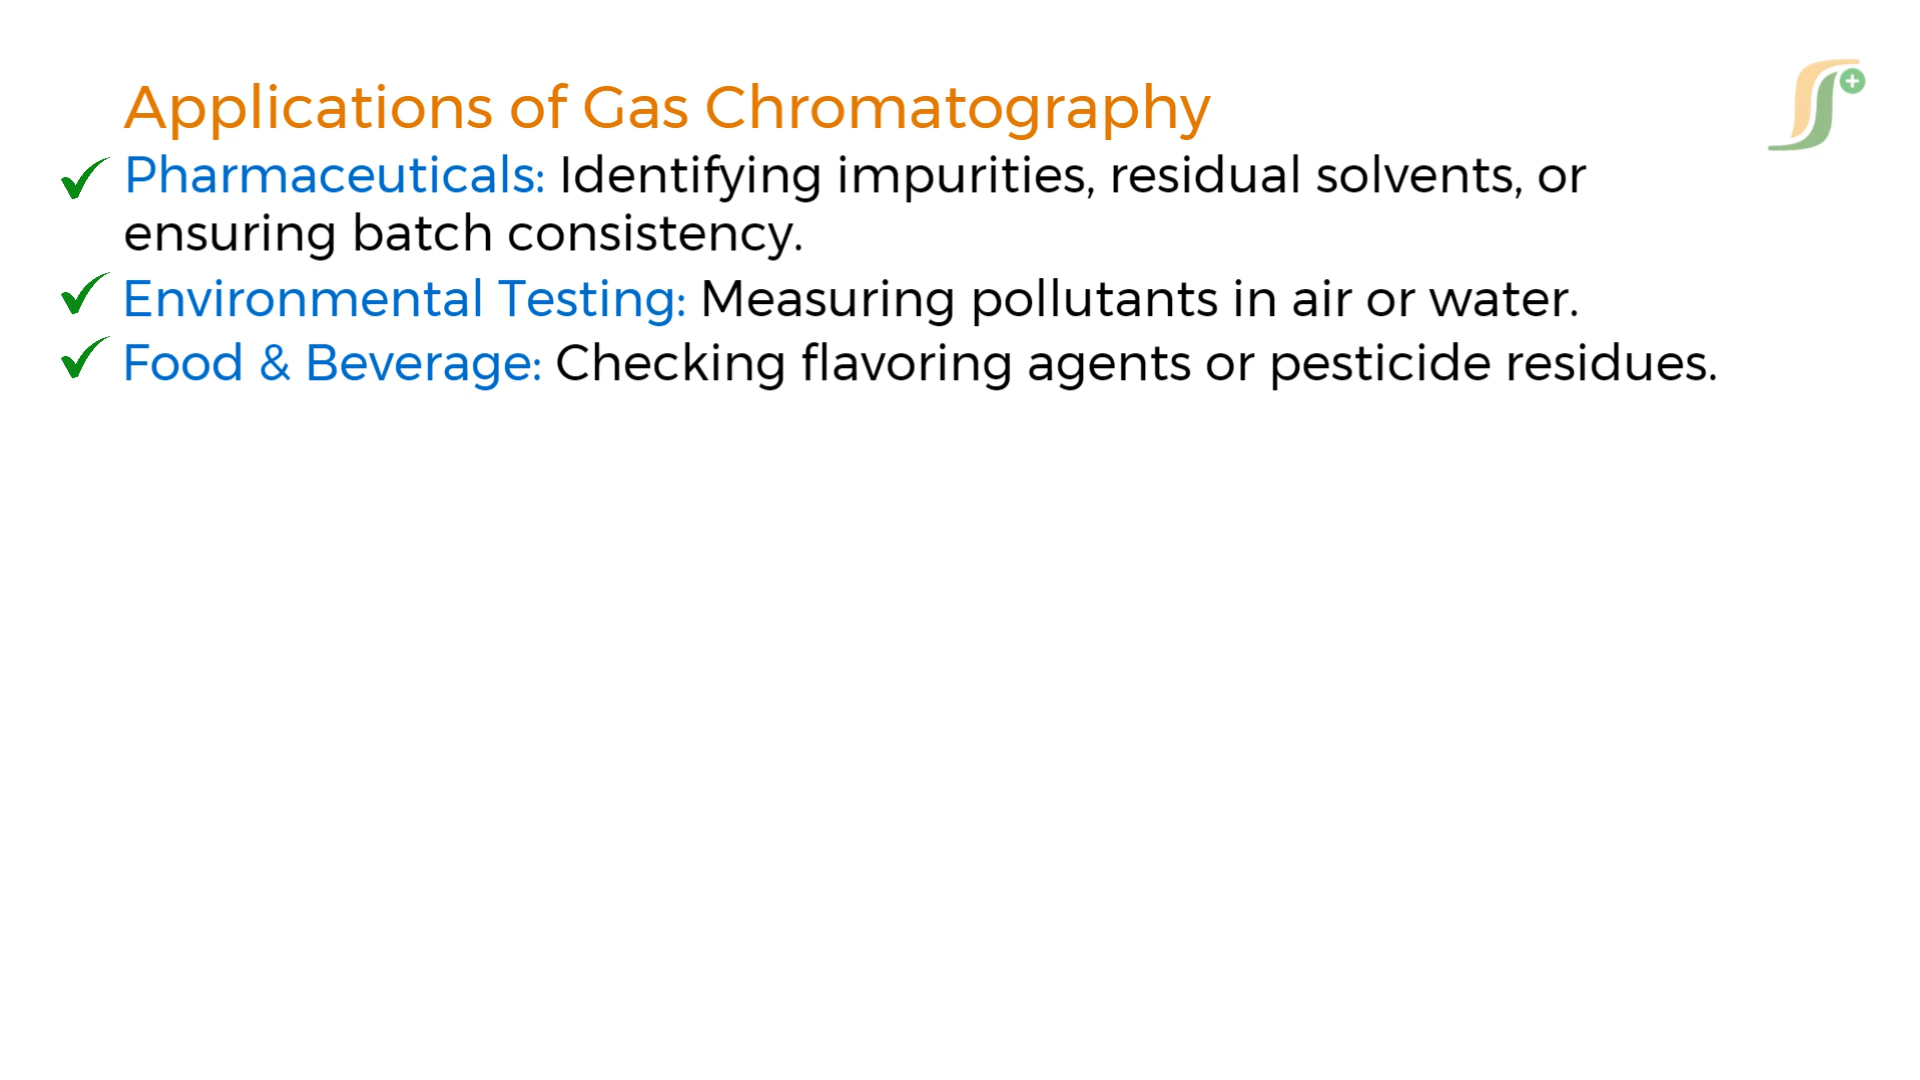 Applications of Gas Chromatography
Pharmaceuticals: Identifying impurities, residual solvents, or
ensuring batch consistency.
Environmental Testing: Measuring pollutants in air or water.
Food & Beverage: Checking flavoring agents or pesticide residues.